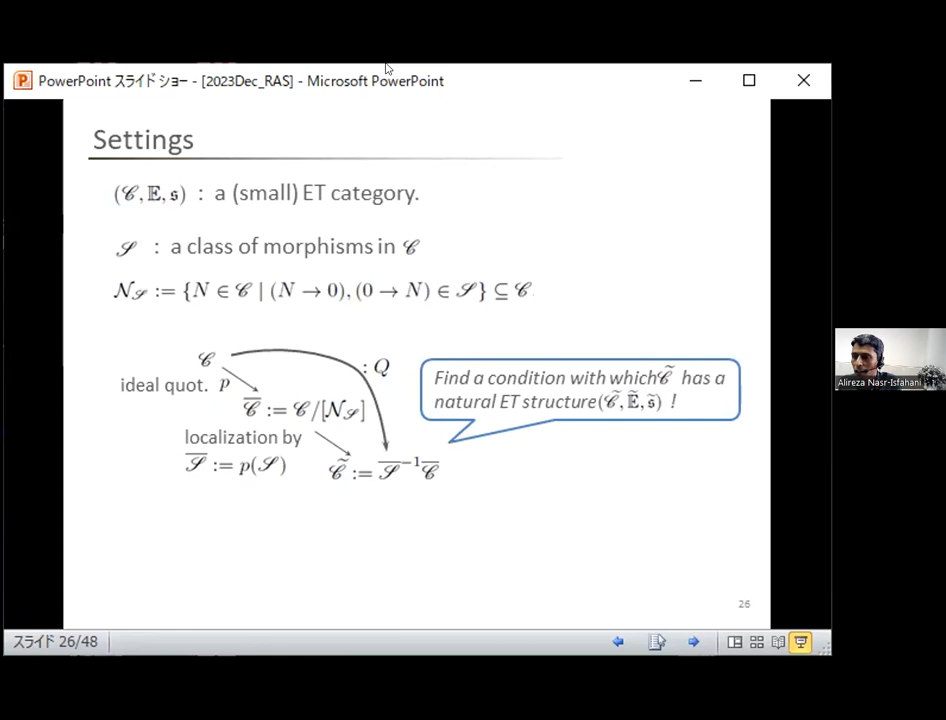 PowerPoint スライド ショー - [2023Dec_RAS] - Microsoft PowerPoint
Settings
(𝒞, 𝔼, 𝔰) : a (small) ET category.
𝒮 : a class of morphisms in 𝒞
𝒩_𝒮 := {N ∈ 𝒞 | (N → 0), (0 → N) ∈ 𝒮} ⊆ 𝒞
𝒞
: Q
ideal quot. p
𝒞̅ := 𝒞/[𝒩_𝒮]
Find a condition with which 𝒞̃ has a
natural ET structure(𝒞̃, 𝔼̃, 𝔰̃) !
localization by
𝒮̅ := p(𝒮)
𝒞̃ := 𝒮̅⁻¹𝒞̅
26
スライド 26/48
Alireza Nasr-Isfahani